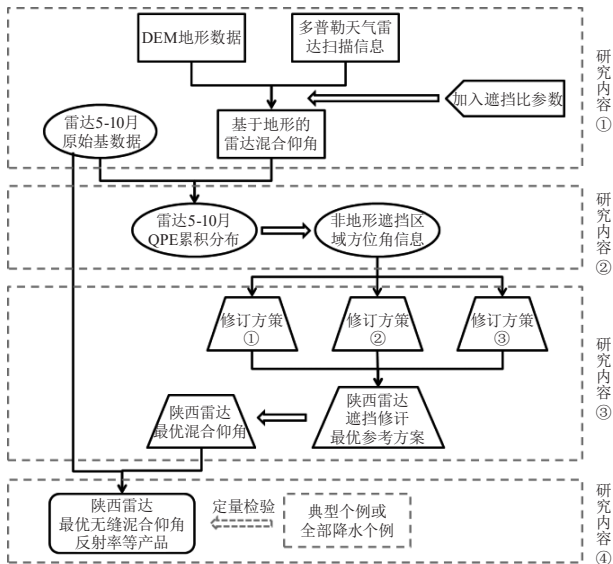 DEM地形数据
多普勒天气雷
达扫描信息
加入遮挡比参数
雷达5-10月
原始基数据
基于地形的
雷达混合仰角
研究内容①
雷达5-10月
QPE累积分布
非地形遮挡区
域方位角信息
研究内容②
修订方策
①
修订方策
②
修订方策
③
陕西雷达
最优混合仰角
陕西雷达
遮挡修讦
最优参考方案
研究内容③
陕西雷达
最优无缝泥合仰角
反射率等产品
定量检验
典型个例或
全部降水个例
研究内容④